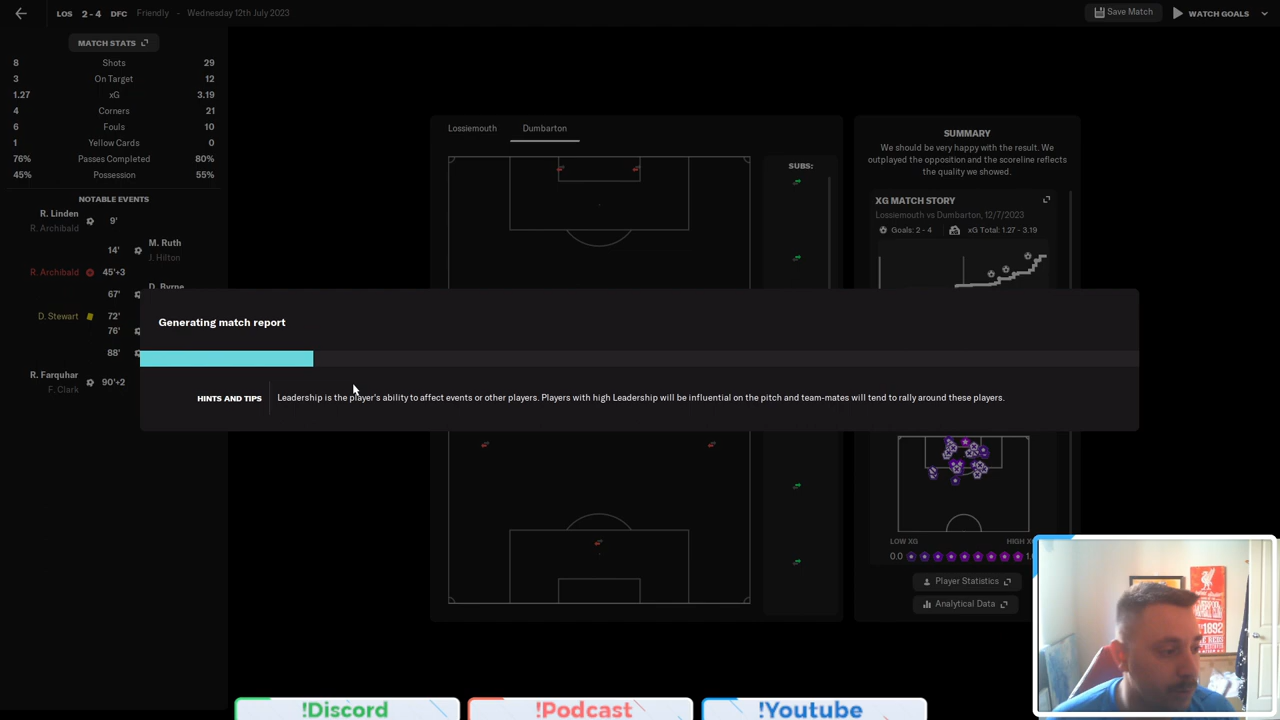 LOS 2 - 4 DFC Friendly - Wednesday 12th July 2023
Save Match
WATCH GOALS
MATCH STATS
8 Shots 29
3 On Target 12
1.27 xG 3.19
4 Corners 21
6 Fouls 10
1 Yellow Cards 0
76% Passes Completed 80%
45% Possession 55%
NOTABLE EVENTS
R. Linden 9'
R. Archibald
14' M. Ruth
J. Hilton
R. Archibald 45'+3
67' D. Byrne
D. Stewart 72'
76'
88'
R. Farquhar 90'+2
F. Clark
Lossiemouth Dumbarton
SUBS:
SUMMARY
We should be very happy with the result. We
outplayed the opposition and the scoreline reflects
the quality we showed.
XG MATCH STORY
Lossiemouth vs Dumbarton, 12/7/2023
Goals: 2 - 4 xG Total: 1.27 - 3.19
Generating match report
HINTS AND TIPS
Leadership is the player's ability to affect events or other players. Players with high Leadership will be influential on the pitch and team-mates will tend to rally around these players.
LOW XG HIGH
0.0
Player Statistics
Analytical Data
LIVERPOOL
1892
!Discord
!Podcast
!Youtube